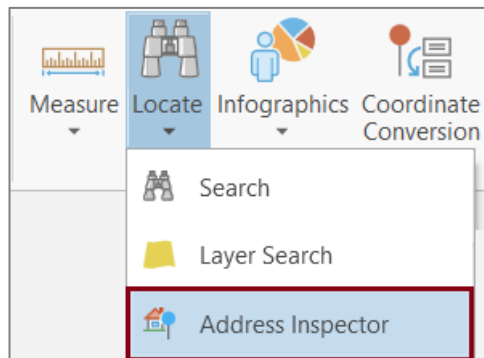 Measure
Locate
Infographics
Coordinate
Conversion
Search
Layer Search
Address Inspector